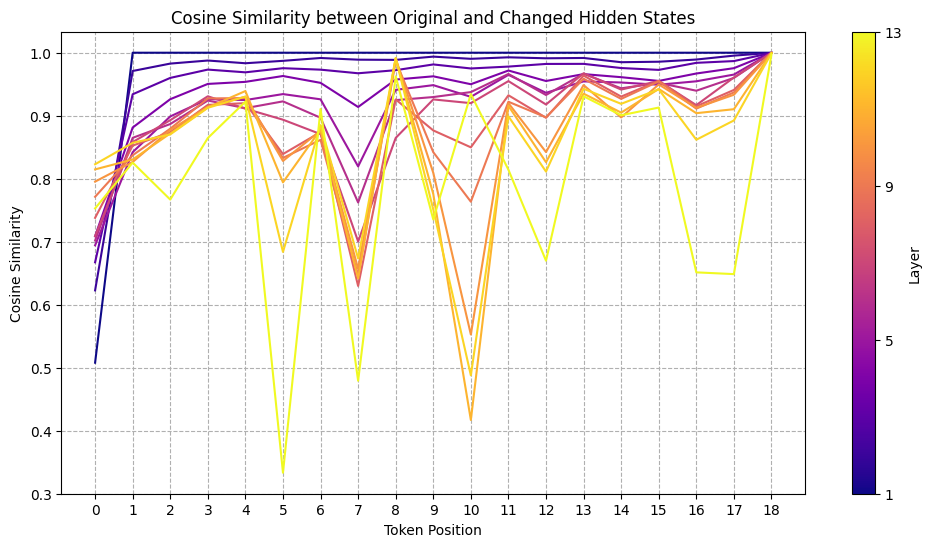 Cosine Similarity between Original and Changed Hidden States
Cosine Similarity
1.0
0.9
0.8
0.7
0.6
0.5
0.4
0.3
0 1 2 3 4 5 6 7 8 9 10 11 12 13 14 15 16 17 18
Token Position
13
9
5
1
Layer